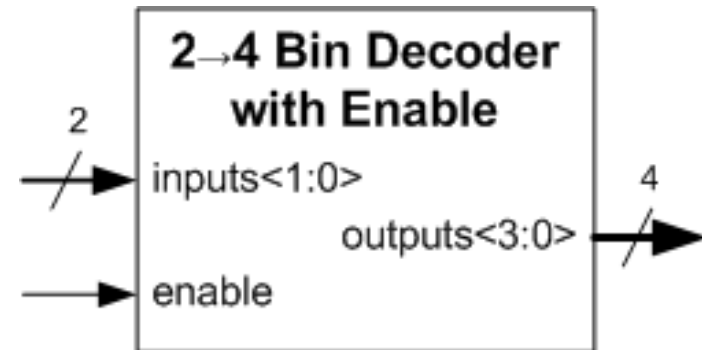 2→4 Bin Decoder
with Enable
2
inputs<1:0>
4
outputs<3:0>
enable